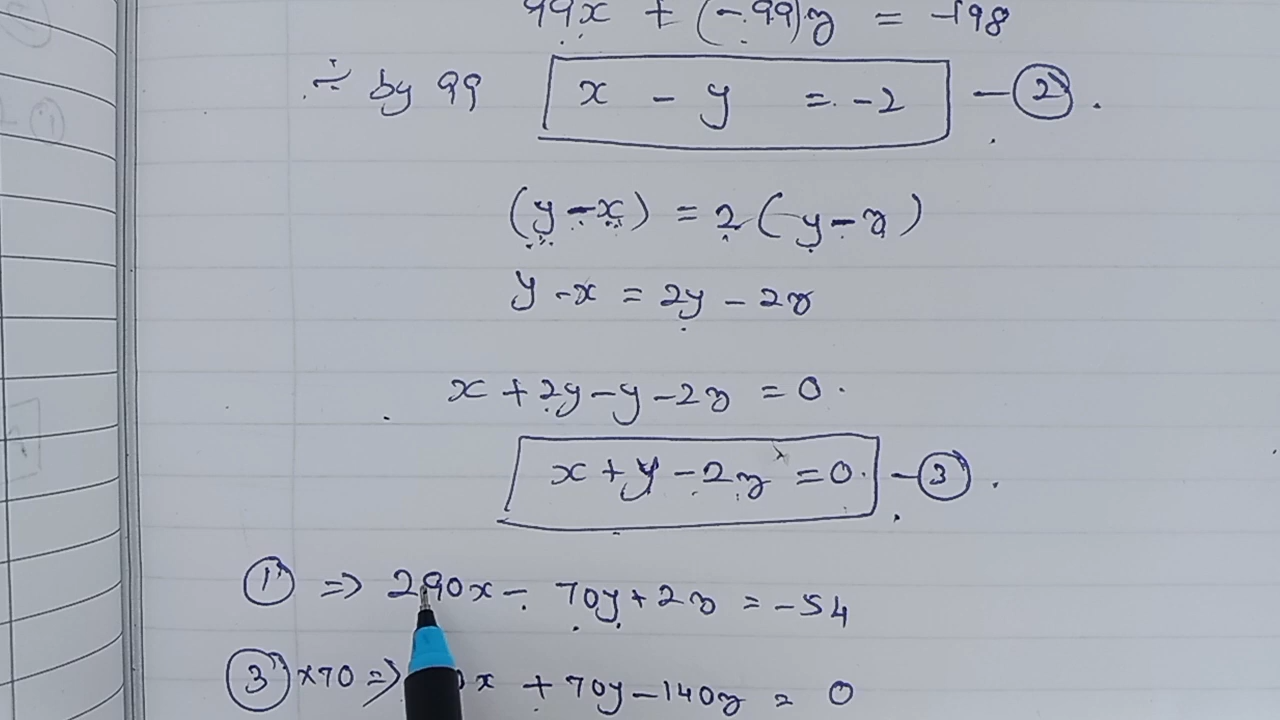 99x + (-99)z = -198
÷ by 99 x - y = -2 - ②.
(y-x) = 2(y-z)
y-x = 2y - 2z
x + 2y - y - 2z = 0.
x + y - 2z = 0. - ③.
① ⇒ 290x - 70y + 2z = -54
③ ×70 ⇒ x + 70y - 140z = 0